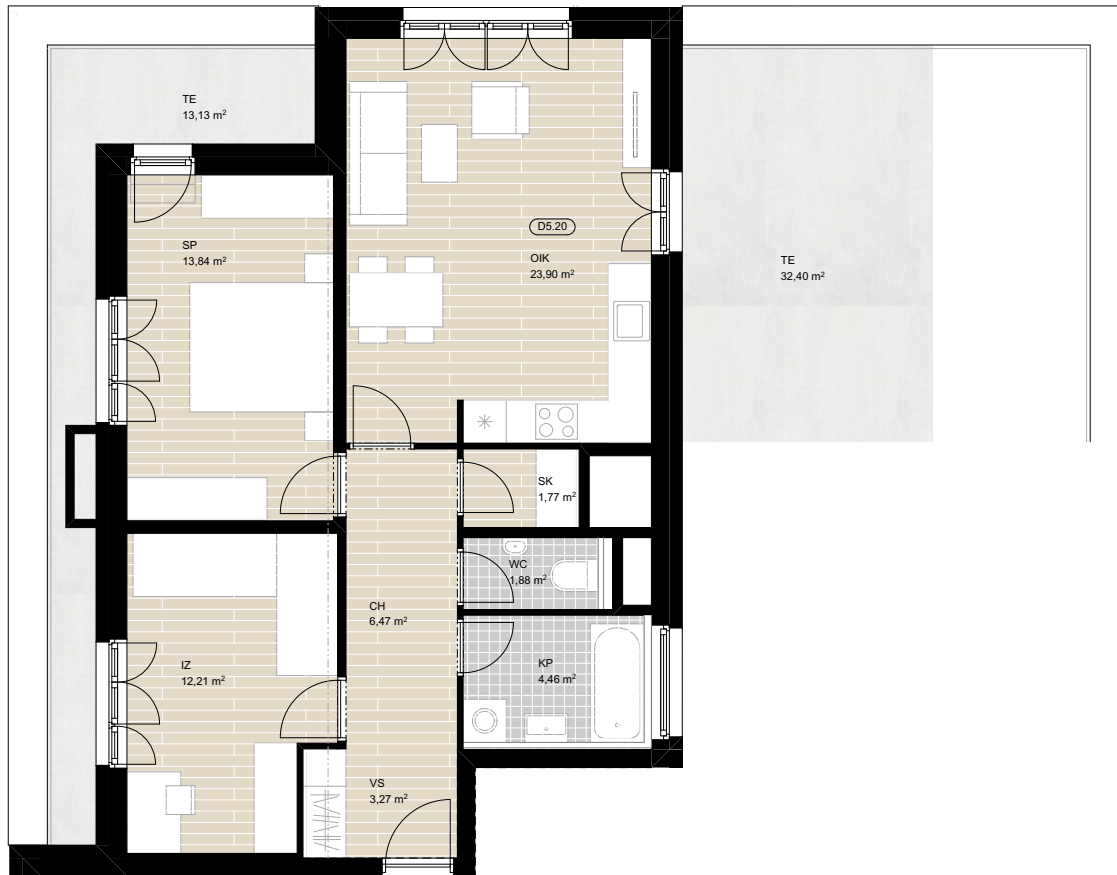 TE
13,13 m²
SP
13,84 m²
D5.20
OIK
23,90 m²
TE
32,40 m²
SK
1,77 m²
WC
1,88 m²
CH
6,47 m²
KP
4,46 m²
IZ
12,21 m²
VS
3,27 m²